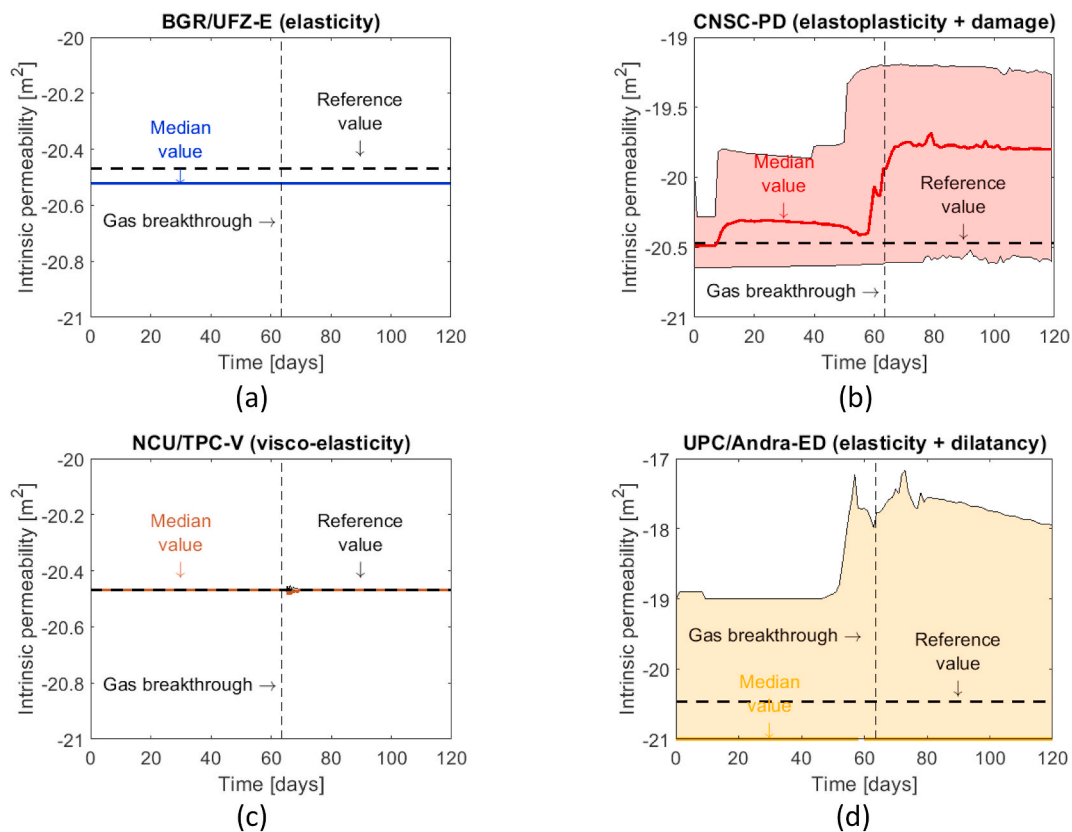 BGR/UFZ-E (elasticity)
Intrinsic permeability [m²]
-20
-20.2
-20.4
-20.6
-20.8
-21
Reference
value
↓
Median
value
↓
Gas breakthrough →
0 20 40 60 80 100 120
Time [days]
(a)
CNSC-PD (elastoplasticity + damage)
Intrinsic permeability [m²]
-19
-19.5
-20
-20.5
-21
Median
value
↓
Reference
value
↓
Gas breakthrough →
0 20 40 60 80 100 120
Time [days]
(b)
NCU/TPC-V (visco-elasticity)
Intrinsic permeability [m²]
-20
-20.2
-20.4
-20.6
-20.8
-21
Median
value
↓
Reference
value
↓
Gas breakthrough →
0 20 40 60 80 100 120
Time [days]
(c)
UPC/Andra-ED (elasticity + dilatancy)
Intrinsic permeability [m²]
-17
-18
-19
-20
-21
Gas breakthrough →
Reference
value
↓
Median
value
↓
0 20 40 60 80 100 120
Time [days]
(d)